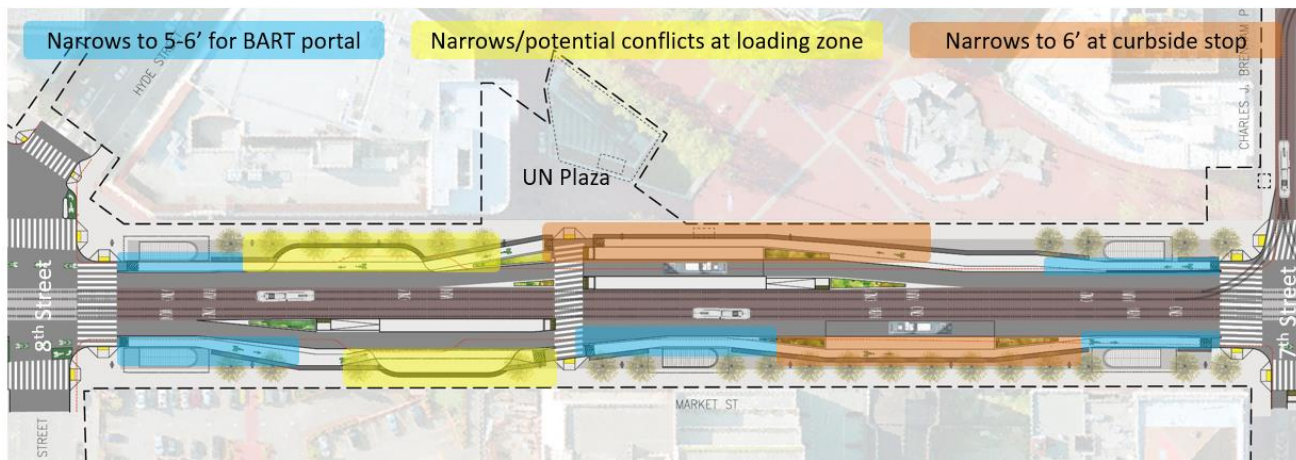 Narrows to 5-6’ for BART portal
Narrows/potential conflicts at loading zone
Narrows to 6’ at curbside stop
HYDE STREET
CHARLES J. BRENHAM P
UN Plaza
8th Street
7th Street
MARKET ST
STREET